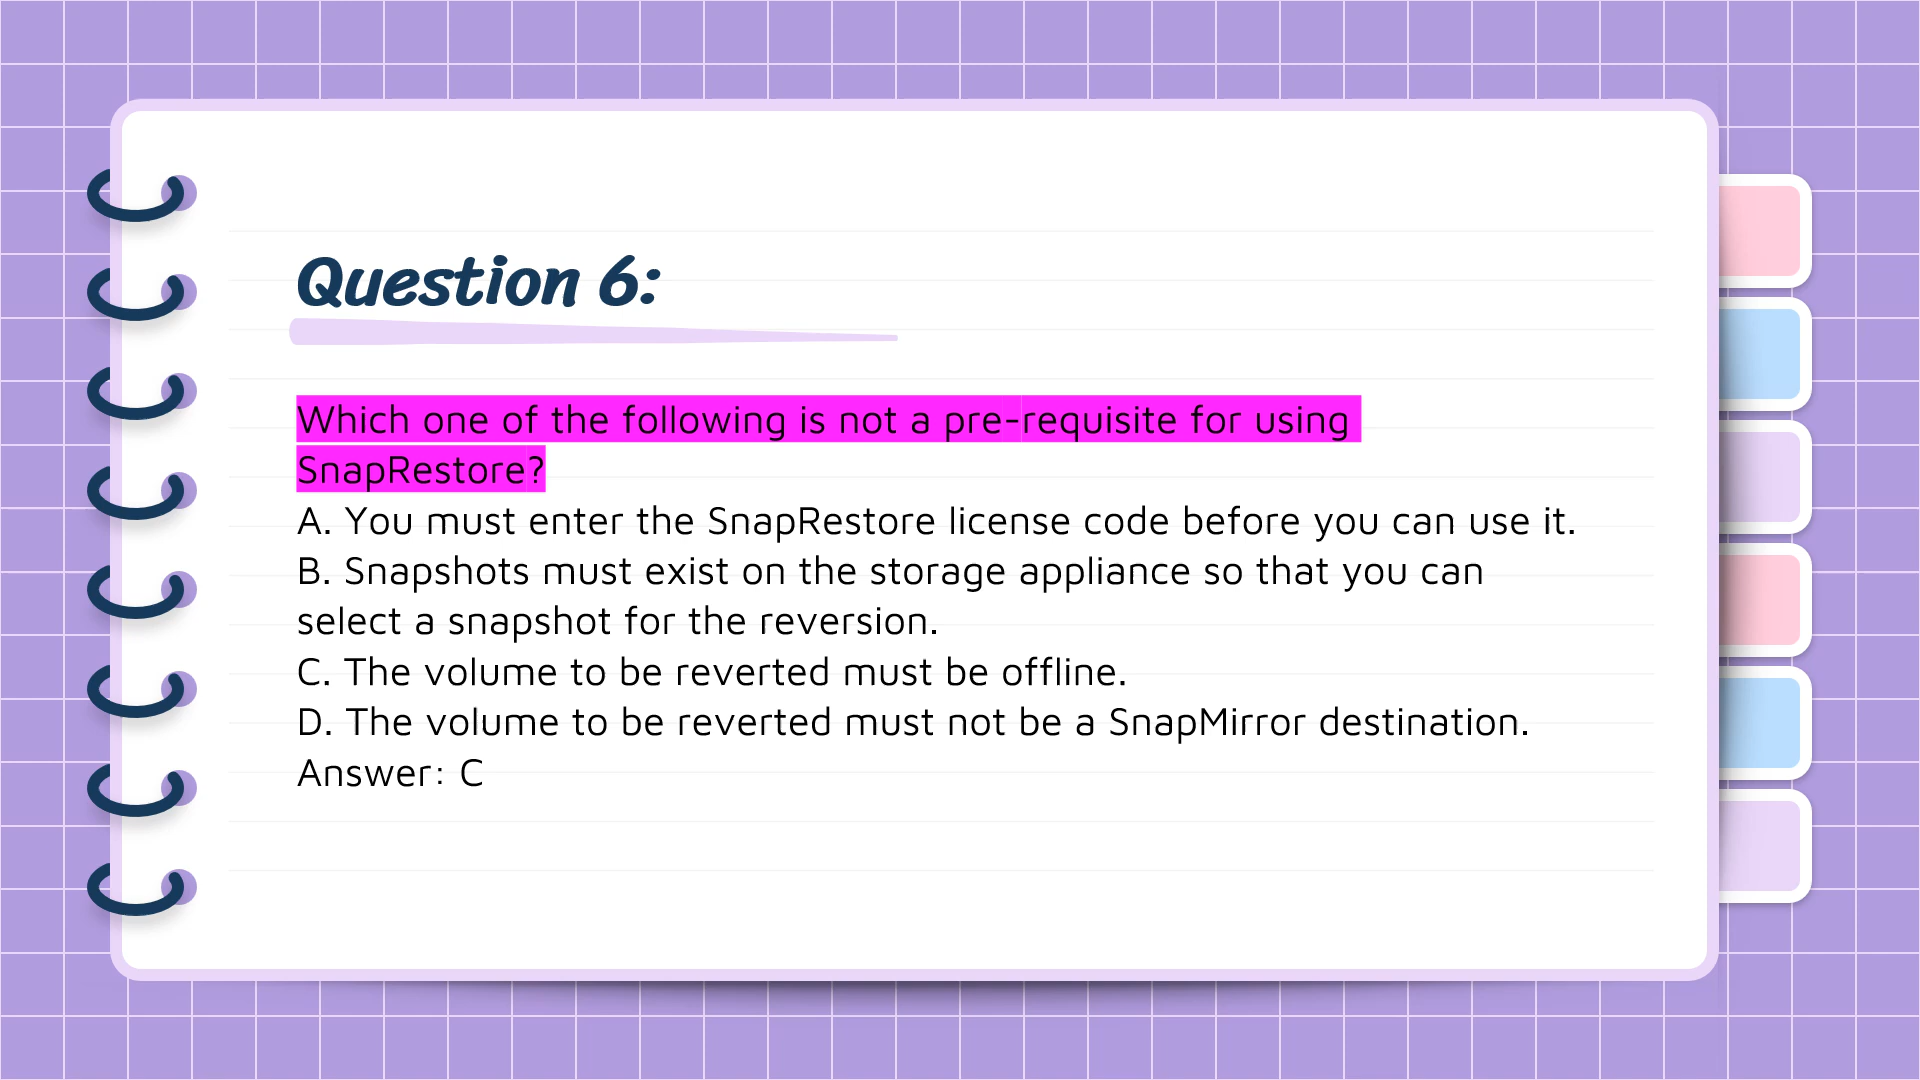 Question 6:
Which one of the following is not a pre-requisite for using
SnapRestore?
A. You must enter the SnapRestore license code before you can use it.
B. Snapshots must exist on the storage appliance so that you can
select a snapshot for the reversion.
C. The volume to be reverted must be offline.
D. The volume to be reverted must not be a SnapMirror destination.
Answer: C